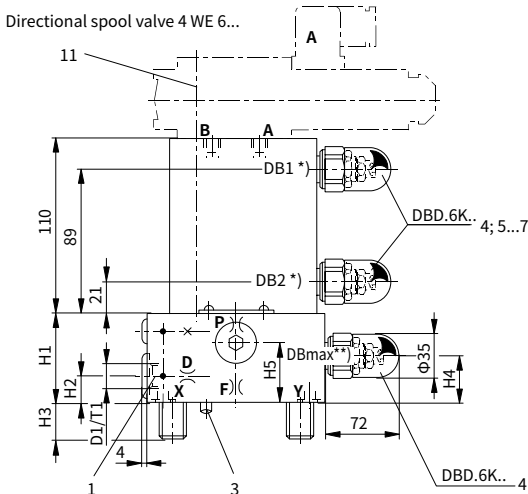 Directional spool valve 4 WE 6...
A
11
B
A
DB1 *)
DBD.6K..
4; 5...7
110
89
DB2 *)
21
P
DBmax**)
Φ35
H1
H5
H4
D
H2
X
F
Y
H3
D1/T1
72
4
1
3
DBD.6K..
4